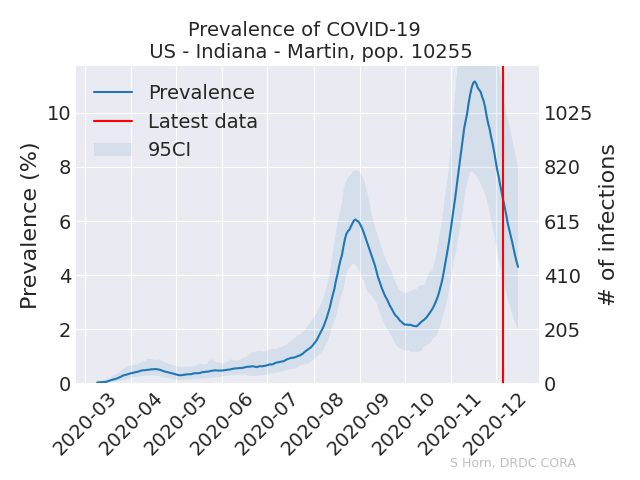 Prevalence of COVID-19
US - Indiana - Martin, pop. 10255
Prevalence
Latest data
95CI
Prevalence (%)
10
8
6
4
2
0
1025
820
615
410
205
0
# of infections
2020-03
2020-04
2020-05
2020-06
2020-07
2020-08
2020-09
2020-10
2020-11
2020-12
S Horn, DRDC CORA